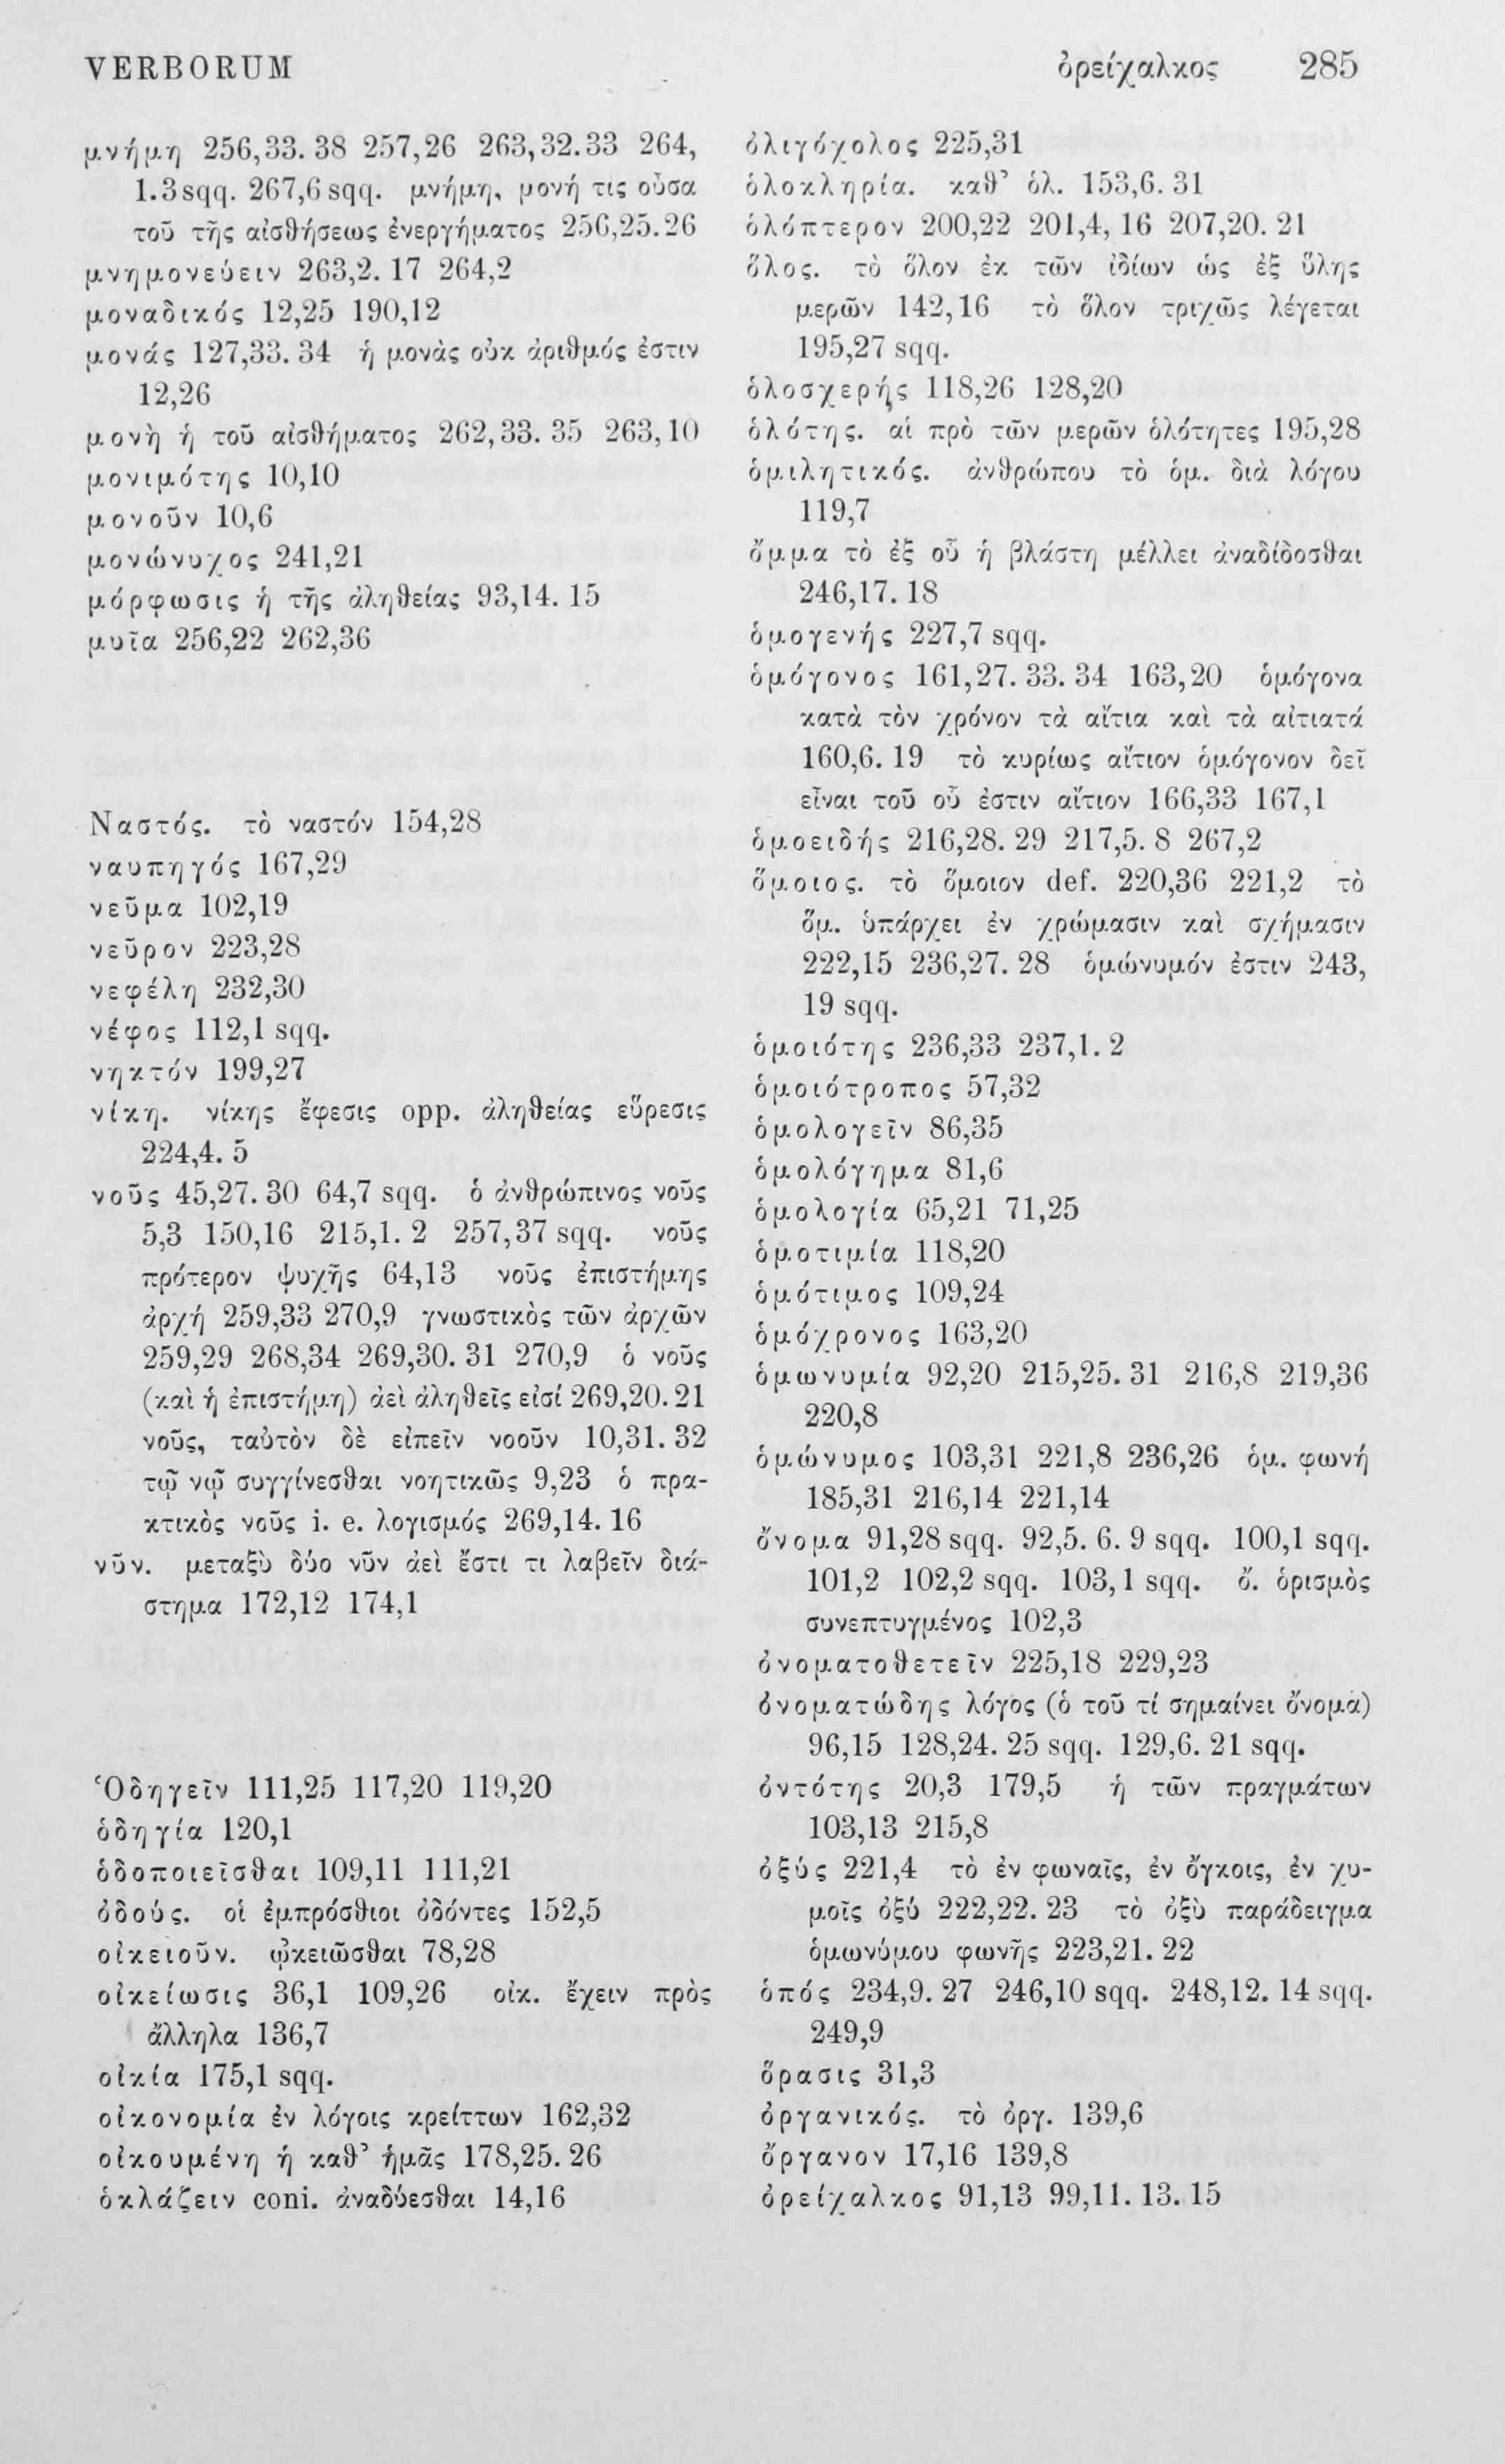 VERBORUM ὀρείχαλκος 285
μνήμη 256,33. 38 257,26 263,32.33 264,
1.3sqq. 267,6 sqq. μνήμη, μονή τις οὖσα
τοῦ τῆς αἰσθήσεως ἐνεργήματος 256,25.26
μνημονεύειν 263,2. 17 264,2
μοναδικός 12,25 190,12
μονάς 127,33. 34 ἡ μονὰς οὐκ ἀριθμός ἐστιν
12,26
μονὴ ἡ τοῦ αἰσθήματος 262,33. 35 263,10
μονιμότης 10,10
μονοῦν 10,6
μονώνυχος 241,21
μόρφωσις ἡ τῆς ἀληθείας 93,14. 15
μυῖα 256,22 262,36
Ναστός. τὸ ναστόν 154,28
ναυπηγός 167,29
νεῦμα 102,19
νεῦρον 223,28
νεφέλη 232,30
νέφος 112,1 sqq.
νηκτόν 199,27
νίκη. νίκης ἔφεσις opp. ἀληθείας εὕρεσις
224,4. 5
νοῦς 45,27. 30 64,7 sqq. ὁ ἀνθρώπινος νοῦς
5,3 150,16 215,1. 2 257,37 sqq. νοῦς
πρότερον ψυχῆς 64,13 νοῦς ἐπιστήμης
ἀρχή 259,33 270,9 γνωστικὸς τῶν ἀρχῶν
259,29 268,34 269,30. 31 270,9 ὁ νοῦς
(καὶ ἡ ἐπιστήμη) ἀεὶ ἀληθεῖς εἰσί 269,20. 21
νοῦς, ταὐτὸν δὲ εἰπεῖν νοοῦν 10,31. 32
τῷ νῷ συγγίνεσθαι νοητικῶς 9,23 ὁ πρα-
κτικὸς νοῦς i. e. λογισμός 269,14. 16
νῦν. μεταξὺ δύο νῦν ἀεὶ ἔστι τι λαβεῖν διά-
στημα 172,12 174,1
Ὁδηγεῖν 111,25 117,20 119,20
ὁδηγία 120,1
ὁδοποιεῖσθαι 109,11 111,21
ὀδούς. οἱ ἐμπρόσθιοι ὀδόντες 152,5
οἰκειοῦν. ᾠκειῶσθαι 78,28
οἰκείωσις 36,1 109,26 οἰκ. ἔχειν πρὸς
ἄλληλα 136,7
οἰκία 175,1 sqq.
οἰκονομία ἐν λόγοις κρείττων 162,32
οἰκουμένη ἡ καθ’ ἡμᾶς 178,25. 26
ὀκλάζειν coni. ἀναδύεσθαι 14,16
ὀλιγόχολος 225,31
ὁλοκληρία. καθ’ ὁλ. 153,6. 31
ὁλόπτερον 200,22 201,4, 16 207,20. 21
ὅλος. τὸ ὅλον ἐκ τῶν ἰδίων ὡς ἐξ ὕλης
μερῶν 142,16 τὸ ὅλον τριχῶς λέγεται
195,27 sqq.
ὁλοσχερής 118,26 128,20
ὁλότης. αἱ πρὸ τῶν μερῶν ὁλότητες 195,28
ὁμιλητικός. ἀνθρώπου τὸ ὁμ. διὰ λόγου
119,7
ὄμμα τὸ ἐξ οὗ ἡ βλάστη μέλλει ἀναδίδοσθαι
246,17. 18
ὁμογενής 227,7 sqq.
ὁμόγονος 161,27. 33. 34 163,20 ὁμόγονα
κατὰ τὸν χρόνον τὰ αἴτια καὶ τὰ αἰτιατά
160,6. 19 τὸ κυρίως αἴτιον ὁμόγονον δεῖ
εἶναι τοῦ οὗ ἐστιν αἴτιον 166,33 167,1
ὁμοειδής 216,28. 29 217,5. 8 267,2
ὅμοιος. τὸ ὅμοιον def. 220,36 221,2 τὸ
ὅμ. ὑπάρχει ἐν χρώμασιν καὶ σχήμασιν
222,15 236,27. 28 ὁμώνυμόν ἐστιν 243,
19 sqq.
ὁμοιότης 236,33 237,1. 2
ὁμοιότροπος 57,32
ὁμολογεῖν 86,35
ὁμολόγημα 81,6
ὁμολογία 65,21 71,25
ὁμοτιμία 118,20
ὁμότιμος 109,24
ὁμόχρονος 163,20
ὁμωνυμία 92,20 215,25. 31 216,8 219,36
220,8
ὁμώνυμος 103,31 221,8 236,26 ὁμ. φωνή
185,31 216,14 221,14
ὄνομα 91,28 sqq. 92,5. 6. 9 sqq. 100,1 sqq.
101,2 102,2 sqq. 103,1 sqq. ὄ. ὁρισμὸς
συνεπτυγμένος 102,3
ὀνοματοθετεῖν 225,18 229,23
ὀνοματώδης λόγος (ὁ τοῦ τί σημαίνει ὄνομα)
96,15 128,24. 25 sqq. 129,6. 21 sqq.
ὀντότης 20,3 179,5 ἡ τῶν πραγμάτων
103,13 215,8
ὀξύς 221,4 τὸ ἐν φωναῖς, ἐν ὄγκοις, ἐν χυ-
μοῖς ὀξύ 222,22. 23 τὸ ὀξὺ παράδειγμα
ὁμωνύμου φωνῆς 223,21. 22
ὀπός 234,9. 27 246,10 sqq. 248,12. 14 sqq.
249,9
ὅρασις 31,3
ὀργανικός. τὸ ὀργ. 139,6
ὄργανον 17,16 139,8
ὀρείχαλκος 91,13 99,11. 13. 15